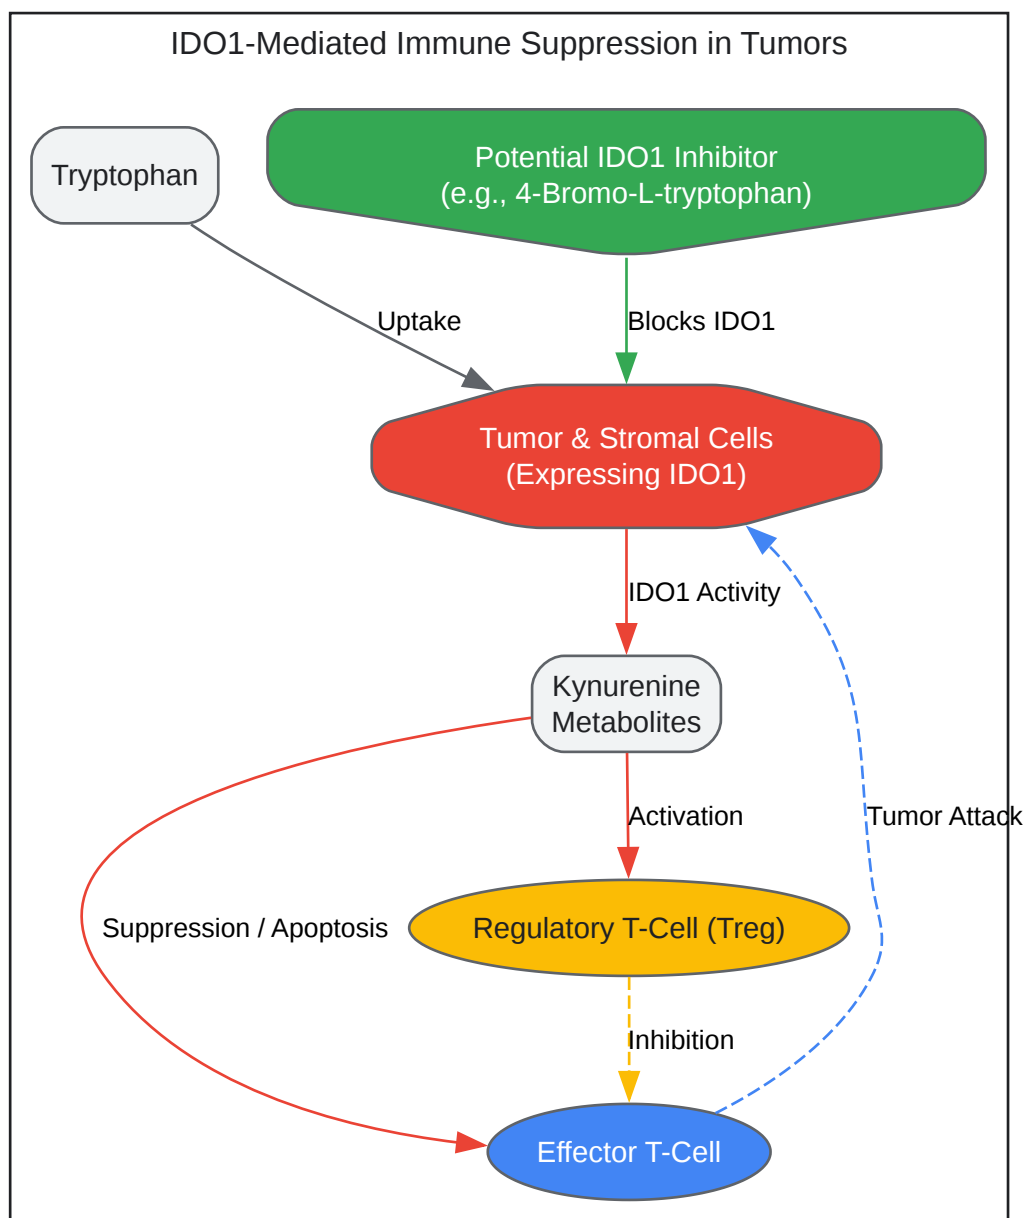 IDO1-Mediated Immune Suppression in Tumors
Tryptophan
Potential IDO1 Inhibitor
(e.g., 4-Bromo-L-tryptophan)
Uptake
Blocks IDO1
Tumor & Stromal Cells
(Expressing IDO1)
IDO1 Activity
Kynurenine
Metabolites
Activation
Tumor Attack
Suppression / Apoptosis
Regulatory T-Cell (Treg)
Inhibition
Effector T-Cell